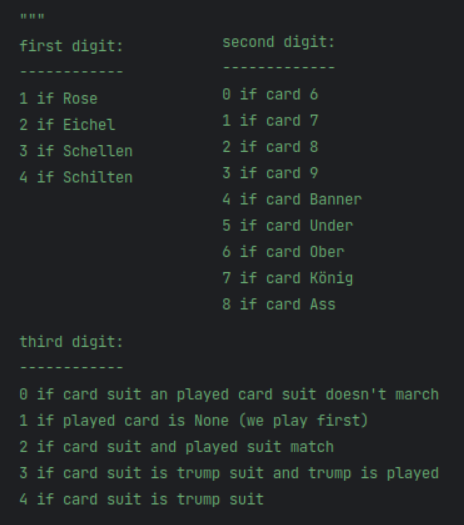 """
first digit:
------------
1 if Rose
2 if Eichel
3 if Schellen
4 if Schilten
second digit:
-------------
0 if card 6
1 if card 7
2 if card 8
3 if card 9
4 if card Banner
5 if card Under
6 if card Ober
7 if card König
8 if card Ass
third digit:
------------
0 if card suit an played card suit doesn't march
1 if played card is None (we play first)
2 if card suit and played suit match
3 if card suit is trump suit and trump is played
4 if card suit is trump suit